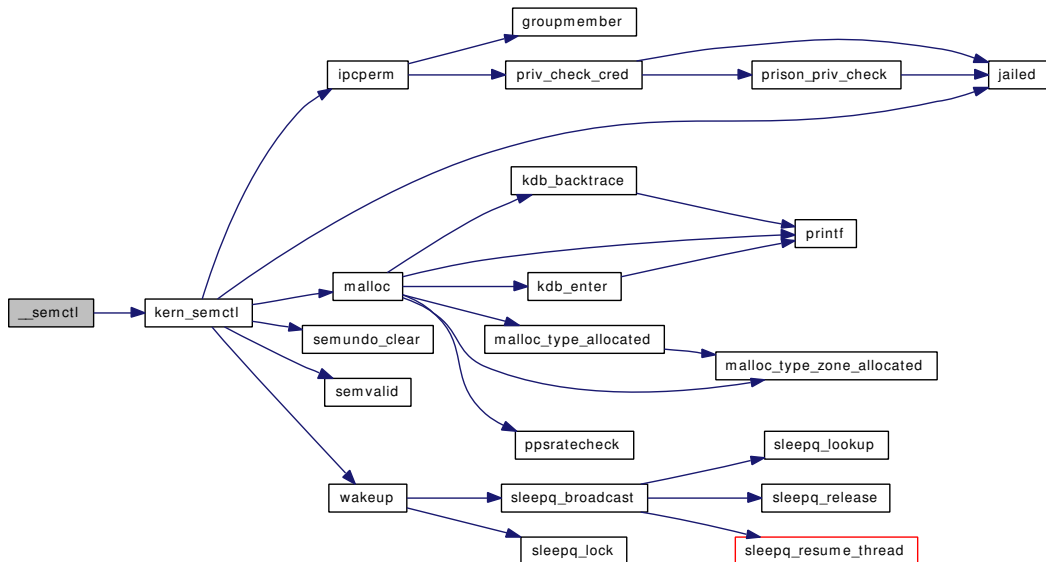 groupmember
ipcperm
priv_check_cred
prison_priv_check
jailed
kdb_backtrace
printf
malloc
kdb_enter
__semctl
kern_semctl
semundo_clear
malloc_type_allocated
malloc_type_zone_allocated
semvalid
ppsratecheck
sleepq_lookup
wakeup
sleepq_broadcast
sleepq_release
sleepq_lock
sleepq_resume_thread